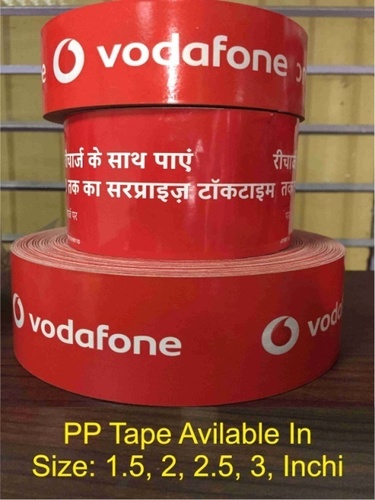 vodafone
रीचार्ज के साथ पाएं रीचार्ज
तक का सरप्राइज़ टॉकटाइम तक
vodafone
PP Tape Avilable In
Size: 1.5, 2, 2.5, 3, Inchi